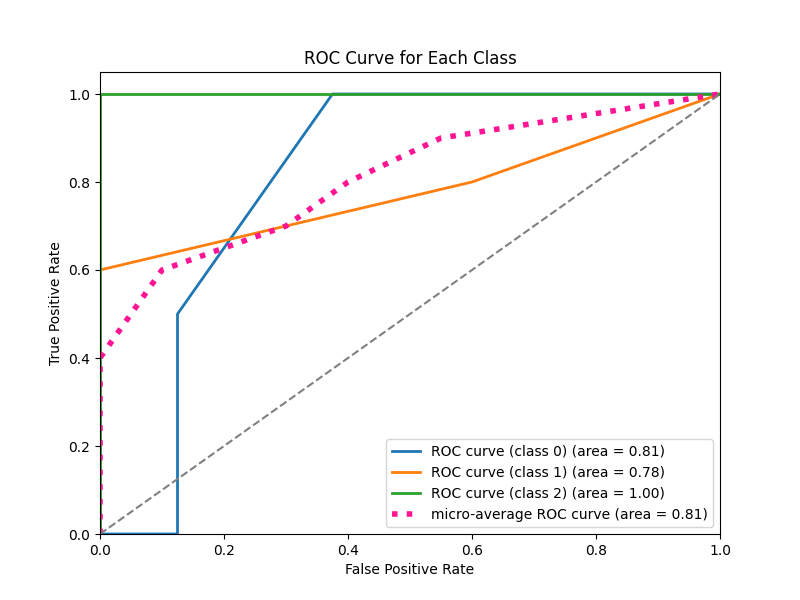 ROC Curve for Each Class
True Positive Rate
1.0
0.8
0.6
0.4
0.2
0.0
ROC curve (class 0) (area = 0.81)
ROC curve (class 1) (area = 0.78)
ROC curve (class 2) (area = 1.00)
micro-average ROC curve (area = 0.81)
0.0 0.2 0.4 0.6 0.8 1.0
False Positive Rate